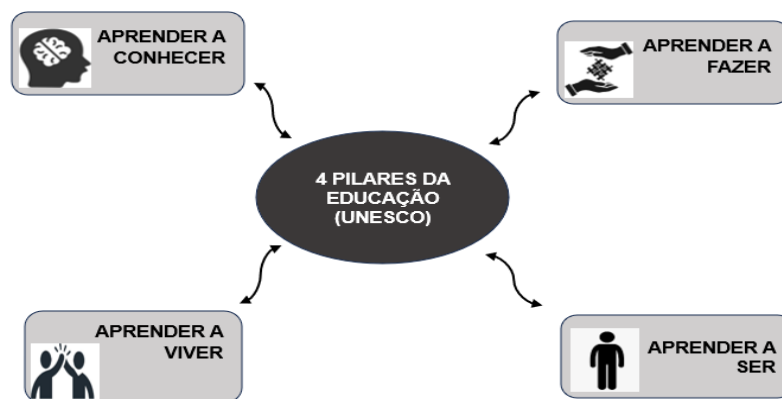 APRENDER A
CONHECER
APRENDER A
FAZER
4 PILARES DA
EDUCAÇÃO
(UNESCO)
APRENDER A
VIVER
APRENDER A
SER